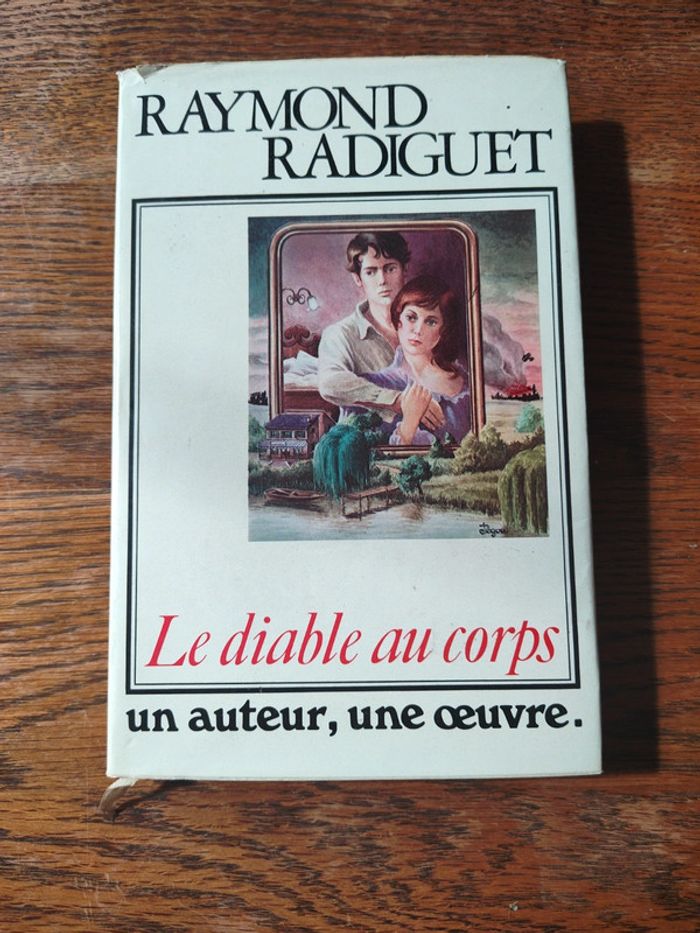 RAYMOND
RADIGUET
Le diable au corps
un auteur, une œuvre.